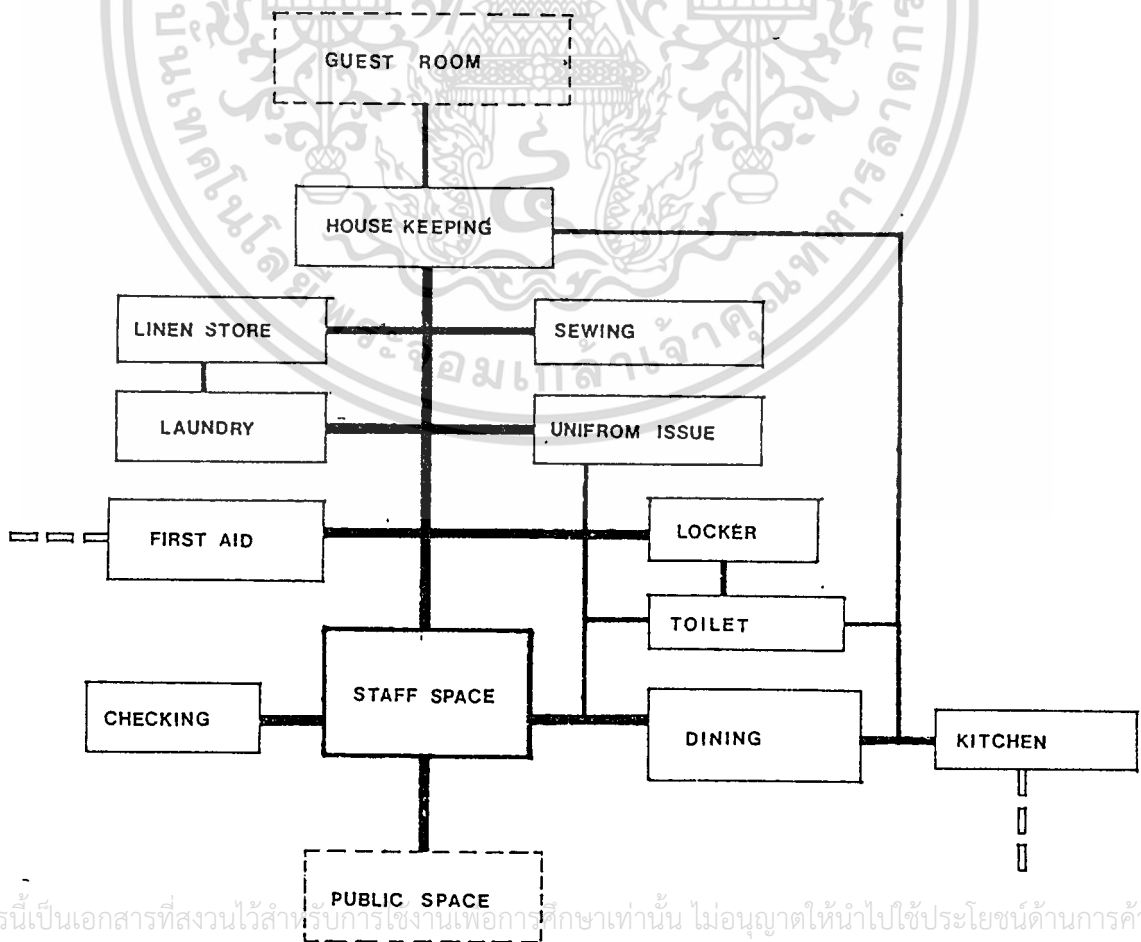 GUEST ROOM
HOUSE KEEPING
LINEN STORE
SEWING
LAUNDRY
UNIFROM ISSUE
FIRST AID
LOCKER
TOILET
STAFF SPACE
CHECKING
DINING
KITCHEN
PUBLIC SPACE
รนี้เป็นเอกสารที่สงวนไว้สำหรับการใช้งานเพื่อการศึกษาเท่านั้น ไม่อนุญาตให้นำไปใช้ประโยชน์ด้านการค้า